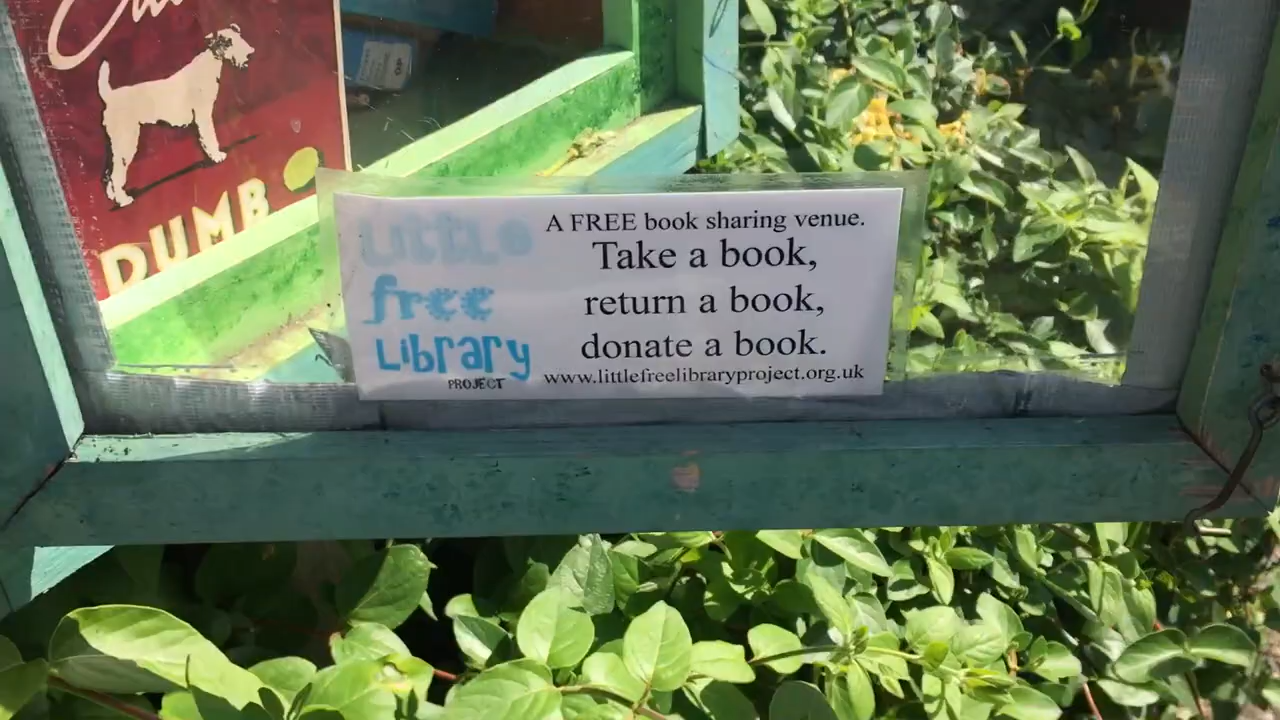 DUMB
Little
free
Library
PROJECT
A FREE book sharing venue.
Take a book,
return a book,
donate a book.
www.littlefreelibraryproject.org.uk